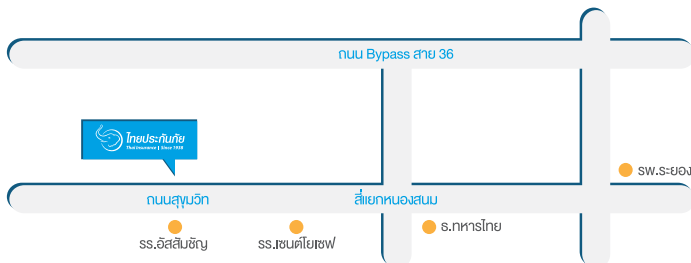 ถนน Bypass สาย 36
ไทยประกันภัย
Thai Insurance | Since 1938
รพ.ระยอง
ถนนสุขุมวิท
สี่แยกหนองสนม
ธ.ทหารไทย
รร.อัสสัมชัญ
รร.เซนต์โยเซฟ